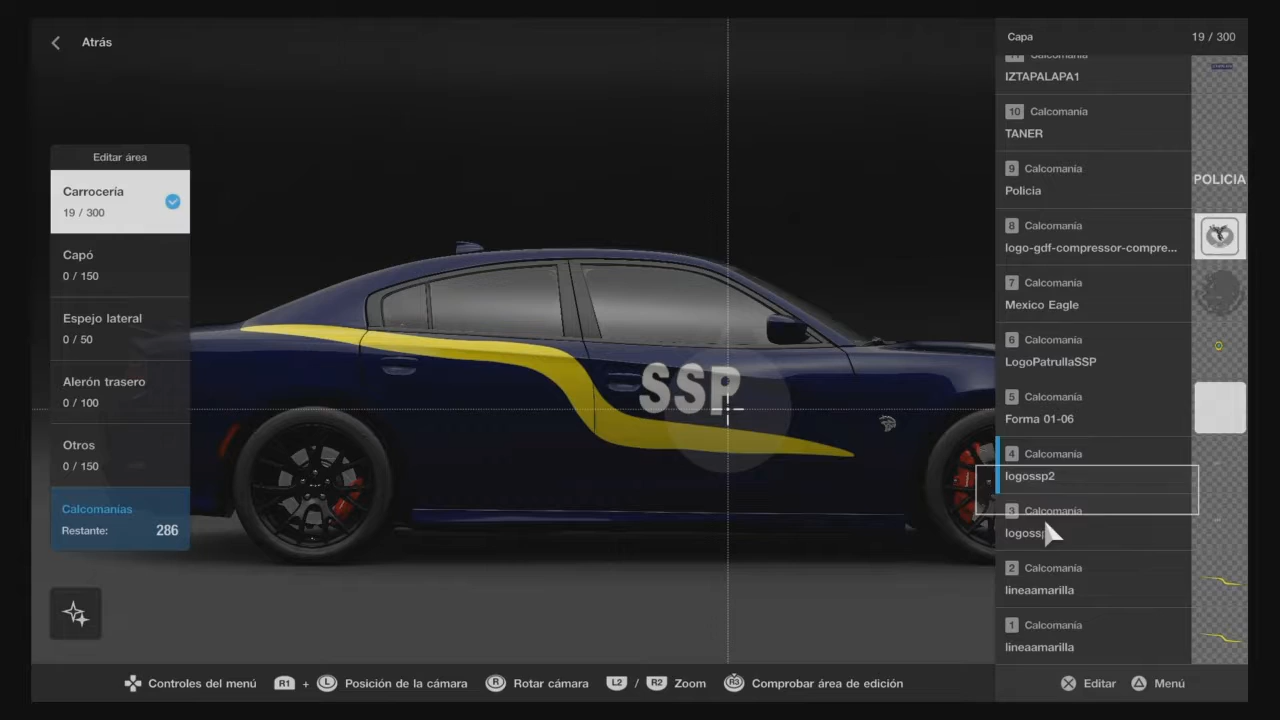 Atrás
Capa
19 / 300
Calcomanía
IZTAPALAPA1
10 Calcomanía
TANER
9 Calcomanía
Policia
POLICIA
8 Calcomanía
logo-gdf-compressor-compre...
7 Calcomanía
Mexico Eagle
6 Calcomanía
LogoPatrullaSSP
5 Calcomanía
Forma 01-06
4 Calcomanía
logossp2
3 Calcomanía
2 Calcomanía
lineaamarilla
1 Calcomanía
lineaamarilla
Editar área
Carrocería
19 / 300
Capó
0 / 150
Espejo lateral
0 / 50
Alerón trasero
0 / 100
Otros
0 / 150
Calcomanías
Restante: 286
SSP
Controles del menú
R1 + L Posición de la cámara
R Rotar cámara
L2 / R2 Zoom
R3 Comprobar área de edición
Editar
Menú